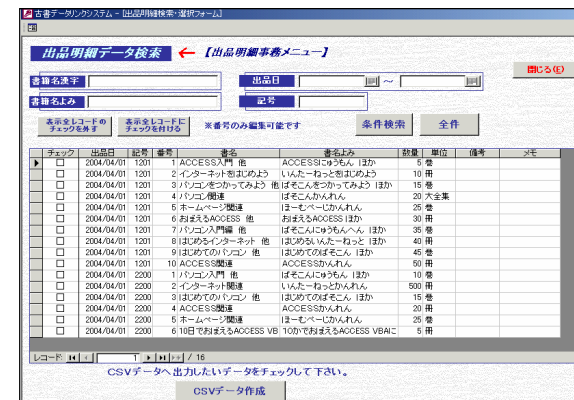 古書データリンクシステム - [出品明細検索・選択フォーム]
出品明細データ検索 ← 【出品明細事務メニュー】
閉じる(E)
書籍名漢字 出品日 ～
書籍名よみ 記号
表示全レコードのチェックを外す 表示全レコードにチェックを付ける ※番号のみ編集可能です 条件検索 全件
チェック 出品日 記号 番号 書名 書名よみ 数量 単位 備考 メモ
2004/04/01 1201 1 ACCESS入門 他 ACCESSにゅうもん ほか 5 巻
2004/04/01 1201 2 インターネットをはじめよう いんたーねっとをはじめよう 10 冊
2004/04/01 1201 3 パソコンをつかってみよう 他 ぱそこんをつかってみよう ほか 15 巻
2004/04/01 1201 4 パソコン関連 ぱそこんかんれん 20 大全集
2004/04/01 1201 5 ホームページ関連 ほーむぺーじかんれん 25 巻
2004/04/01 1201 6 おぼえるACCESS 他 おぼえるACCESS ほか 30 冊
2004/04/01 1201 7 パソコン入門編 他 ぱそこんにゅうもんへん ほか 35 巻
2004/04/01 1201 8 はじめるインターネット 他 はじめるいんたーねっと ほか 40 冊
2004/04/01 1201 9 はじめてのパソコン 他 はじめてのぱそこん ほか 45 巻
2004/04/01 1201 10 ACCESS関連 ACCESSかんれん 50 冊
2004/04/01 2200 1 パソコン入門 他 ぱそこんにゅうもん ほか 10 巻
2004/04/01 2200 2 インターネット関連 いんたーねっとかんれん 500 冊
2004/04/01 2200 3 はじめてのパソコン 他 はじめてのぱそこん ほか 15 巻
2004/04/01 2200 4 ACCESS関連 ACCESSかんれん 20 冊
2004/04/01 2200 5 ホームページ関連 ほーむぺーじかんれん 25 巻
2004/04/01 2200 6 10日でおぼえるACCESS VB 10かでおぼえるACCESS VBAに 5 冊
レコード: 1 / 16
CSVデータへ出力したいデータをチェックして下さい。
CSVデータ作成